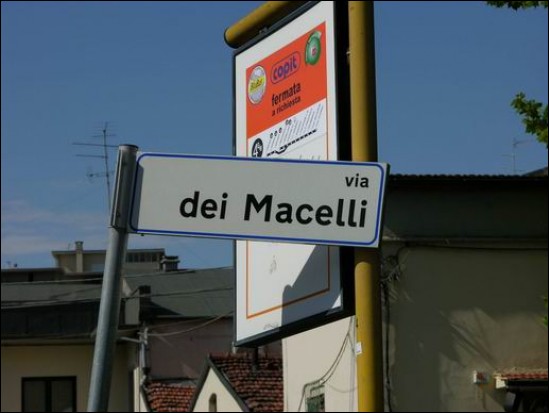 copit
fermata
a richiesta
via
dei Macelli